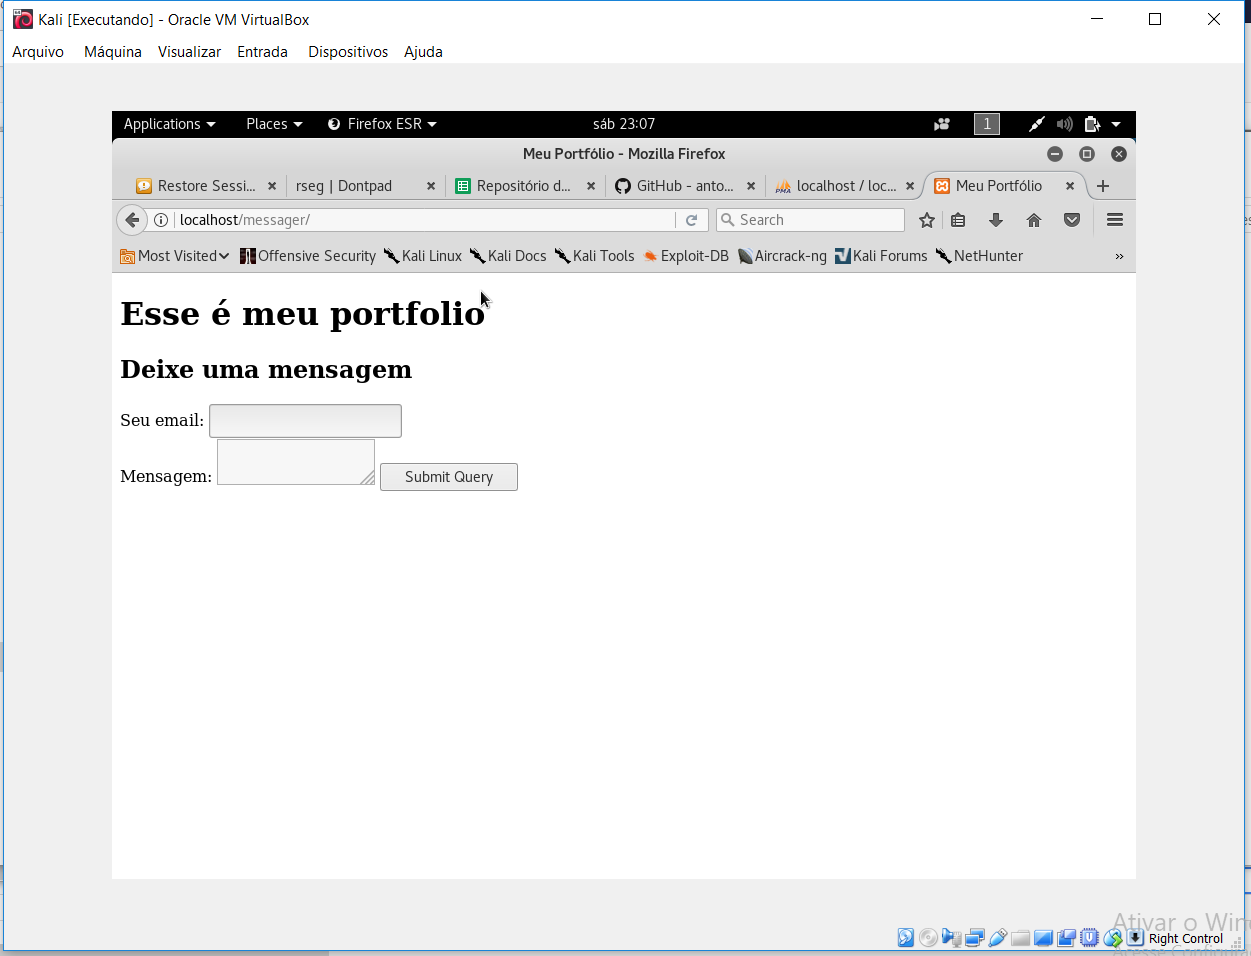 Kali [Executando] - Oracle VM VirtualBox
Arquivo Máquina Visualizar Entrada Dispositivos Ajuda
Applications Places Firefox ESR sáb 23:07 1
Meu Portfólio - Mozilla Firefox
Restore Sessi... rseg | Dontpad Repositório d... GitHub - anto... localhost / loc... Meu Portfólio
localhost/messager/ Search
Most Visited Offensive Security Kali Linux Kali Docs Kali Tools Exploit-DB Aircrack-ng Kali Forums NetHunter »
Esse é meu portfolio
Deixe uma mensagem
Seu email:
Mensagem: Submit Query
Ativar o Win
Right Control